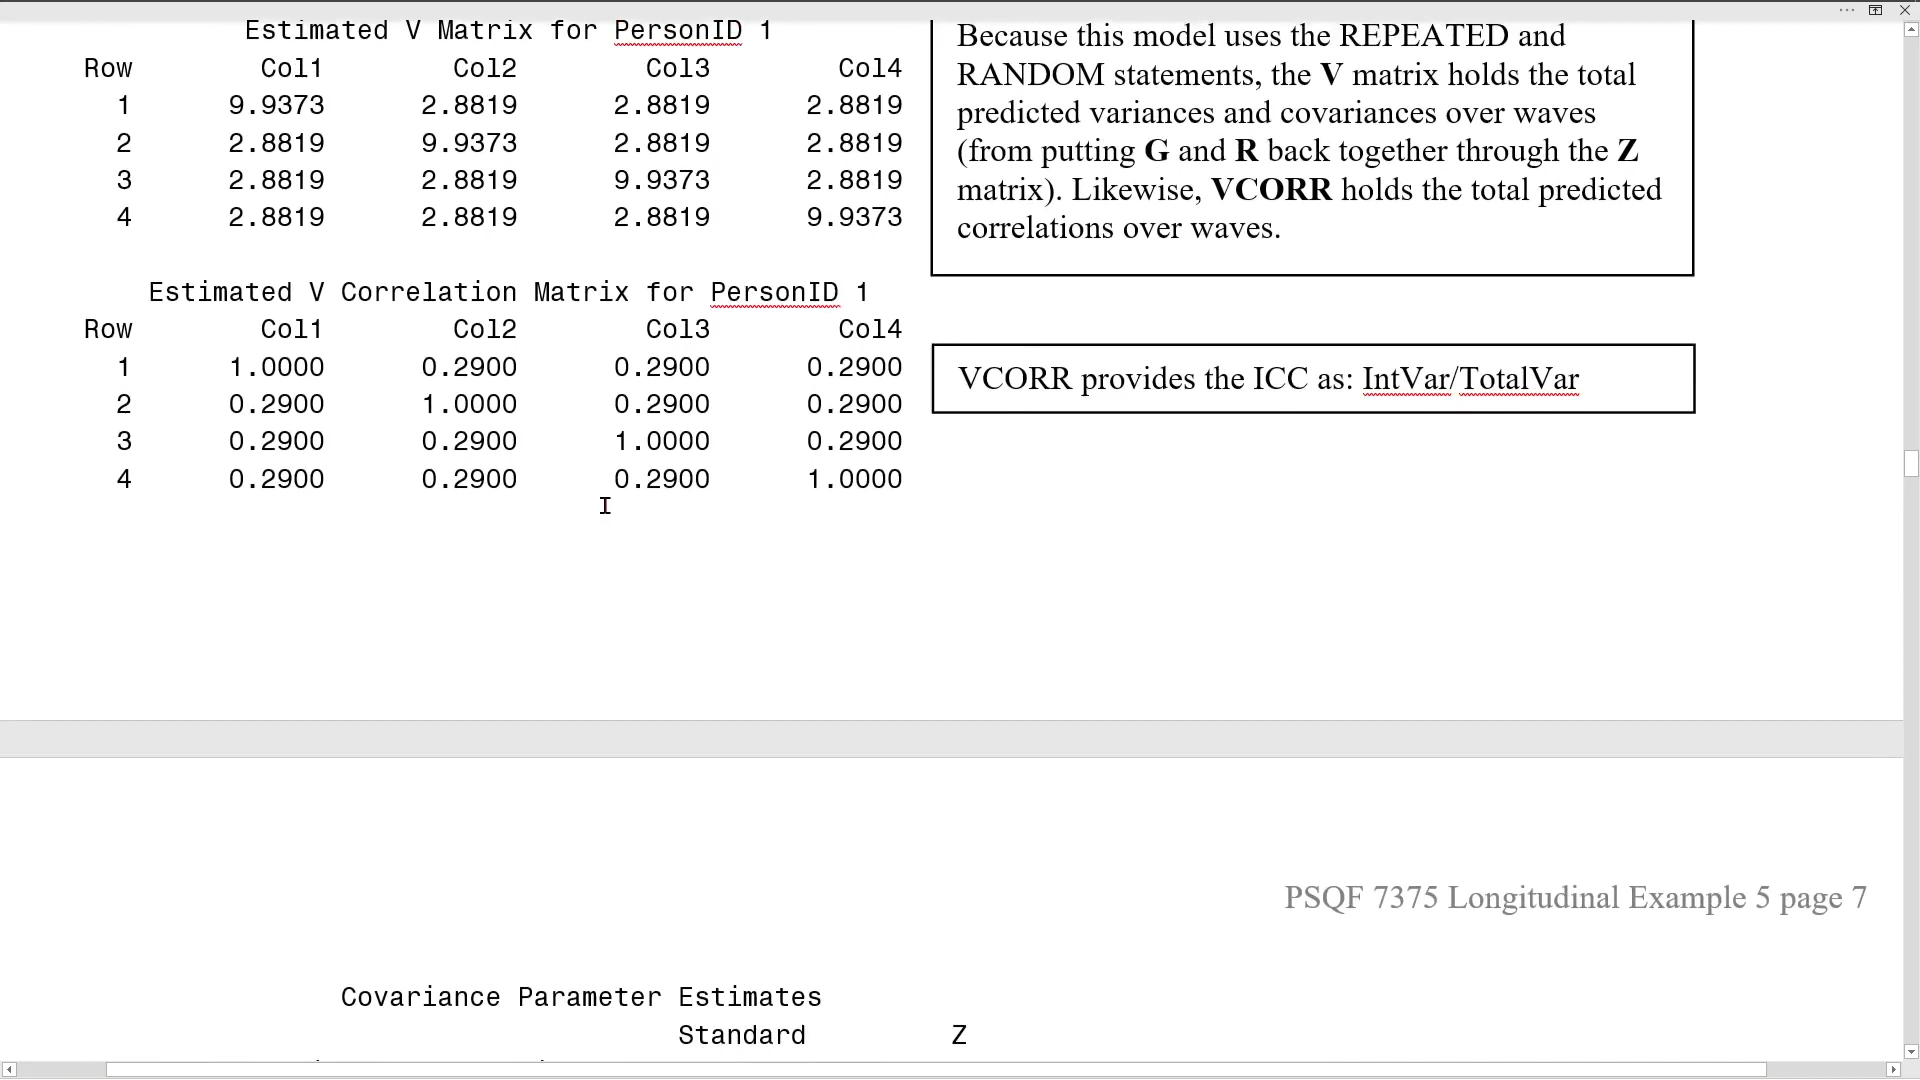 Estimated V Matrix for PersonID 1
Row Col1 Col2 Col3 Col4
1 9.9373 2.8819 2.8819 2.8819
2 2.8819 9.9373 2.8819 2.8819
3 2.8819 2.8819 9.9373 2.8819
4 2.8819 2.8819 2.8819 9.9373
Because this model uses the REPEATED and
RANDOM statements, the V matrix holds the total
predicted variances and covariances over waves
(from putting G and R back together through the Z
matrix). Likewise, VCORR holds the total predicted
correlations over waves.
Estimated V Correlation Matrix for PersonID 1
Row Col1 Col2 Col3 Col4
1 1.0000 0.2900 0.2900 0.2900
2 0.2900 1.0000 0.2900 0.2900
3 0.2900 0.2900 1.0000 0.2900
4 0.2900 0.2900 0.2900 1.0000
VCORR provides the ICC as: IntVar/TotalVar
PSQF 7375 Longitudinal Example 5 page 7
Covariance Parameter Estimates
Standard Z